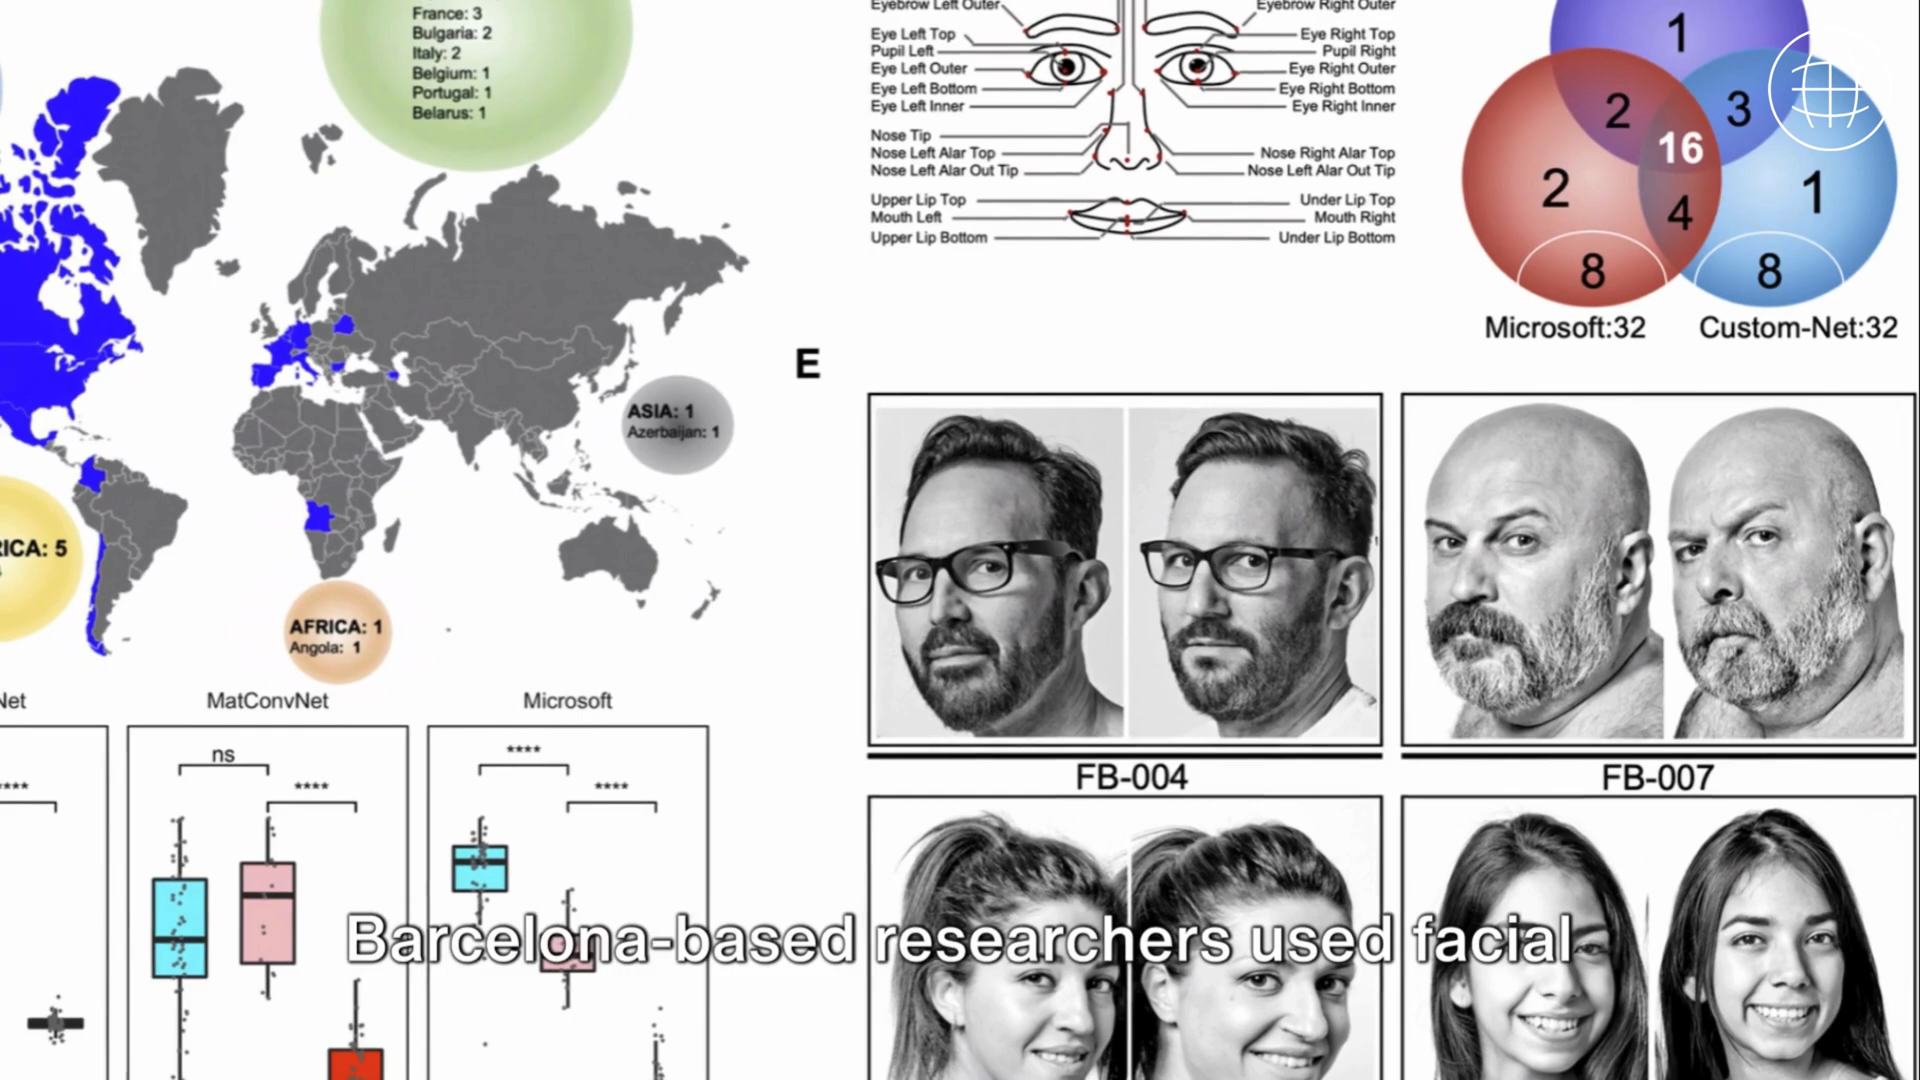 France: 3
Bulgaria: 2
Italy: 2
Belgium: 1
Portugal: 1
Belarus: 1
ASIA: 1
Azerbaijan: 1
RICA: 5
AFRICA: 1
Angola: 1
Net
MatConvNet
Microsoft
****
ns
****
****
****
Eyebrow Left Outer
Eye Left Top
Pupil Left
Eye Left Outer
Eye Left Bottom
Eye Left Inner
Nose Tip
Nose Left Alar Top
Nose Left Alar Out Tip
Upper Lip Top
Mouth Left
Upper Lip Bottom
Eyebrow Right Outer
Eye Right Top
Pupil Right
Eye Right Outer
Eye Right Bottom
Eye Right Inner
Nose Right Alar Top
Nose Left Alar Out Tip
Under Lip Top
Mouth Right
Under Lip Bottom
1
2
3
16
2
4
1
8
8
Microsoft:32
Custom-Net:32
E
FB-004
FB-007
Barcelona-based researchers used facial